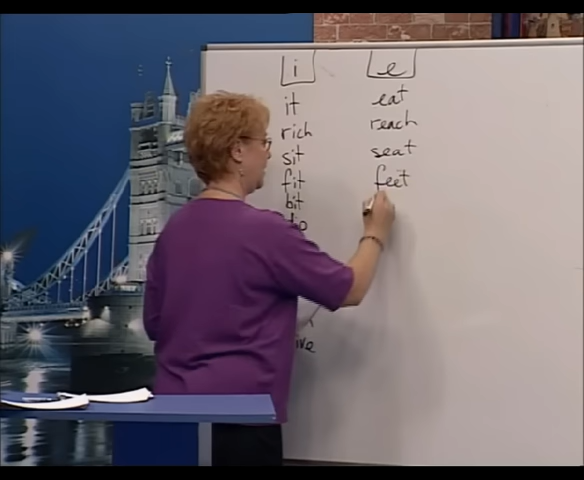 i e
it eat
rich reach
sit seat
fit feet
bit